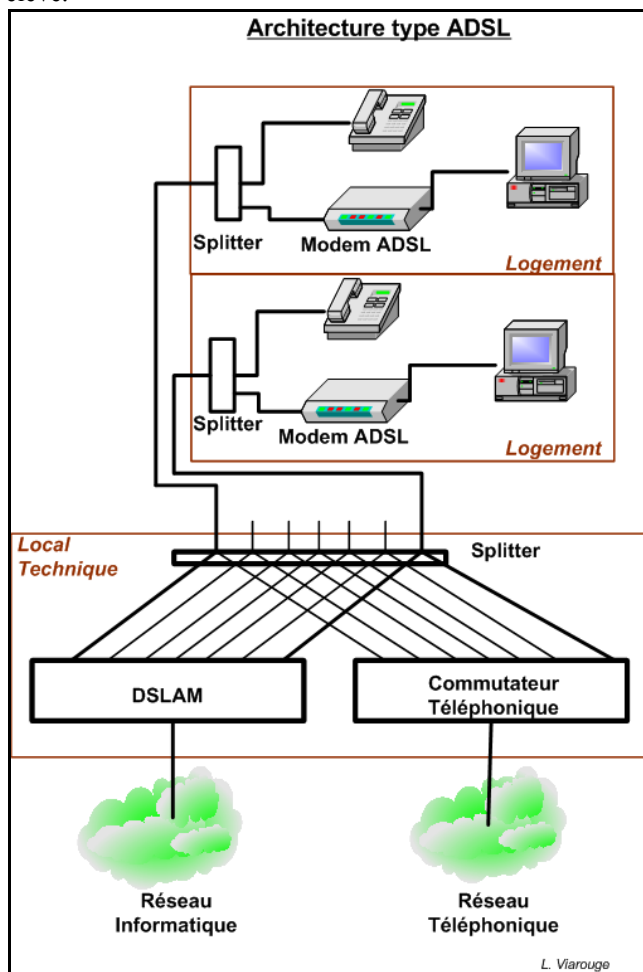 Architecture type ADSL
Splitter
Modem ADSL
Logement
Splitter
Modem ADSL
Logement
Local
Technique
Splitter
DSLAM
Commutateur
Téléphonique
Réseau
Informatique
Réseau
Téléphonique
L. Viarouge